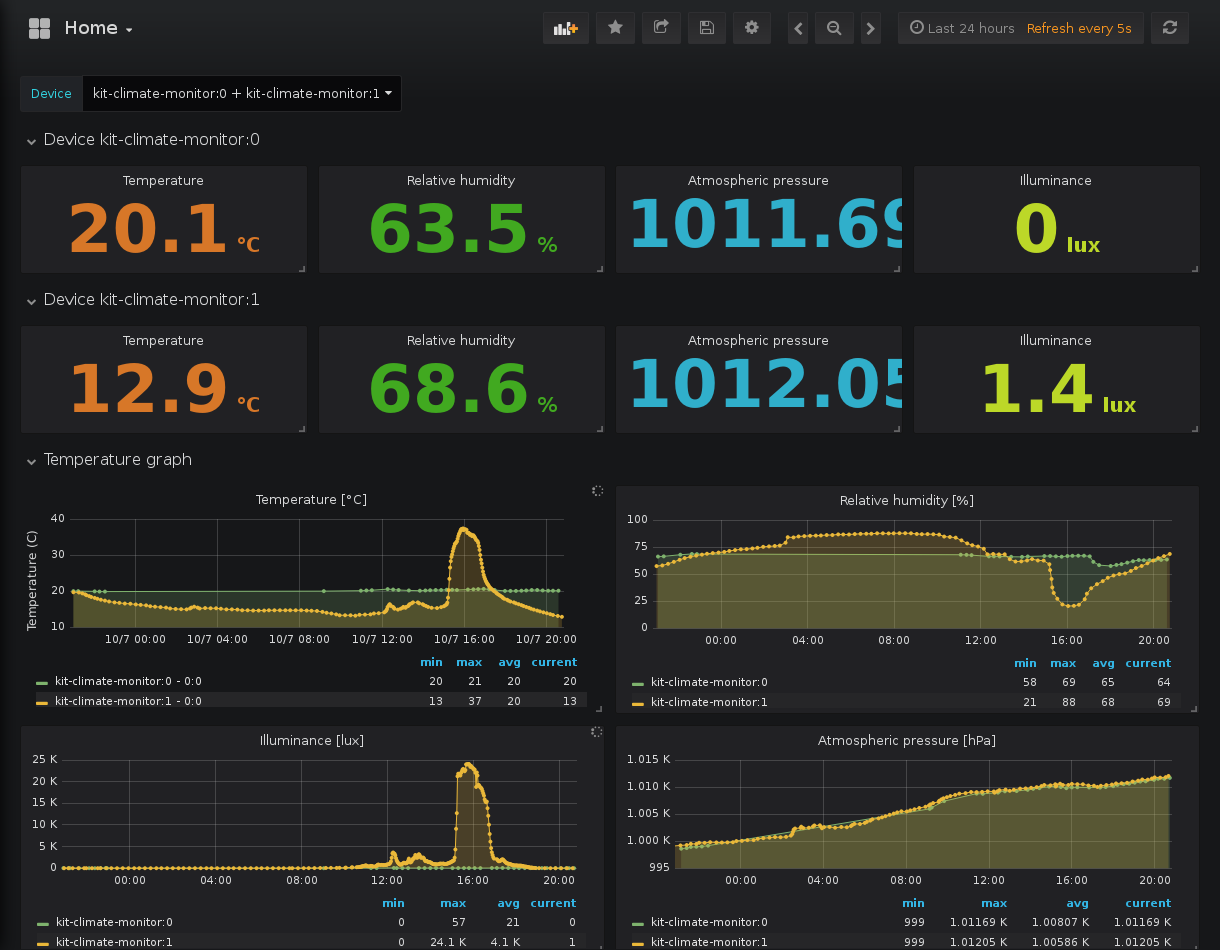 Home
Last 24 hours Refresh every 5s
Device kit-climate-monitor:0 + kit-climate-monitor:1
Device kit-climate-monitor:0
Temperature Relative humidity Atmospheric pressure Illuminance
20.1 °C 63.5 % 1011.69 0 lux
Device kit-climate-monitor:1
Temperature Relative humidity Atmospheric pressure Illuminance
12.9 °C 68.6 % 1012.05 1.4 lux
Temperature graph
Temperature [°C]
Temperature (C)
40
30
20
10
10/7 00:00 10/7 04:00 10/7 08:00 10/7 12:00 10/7 16:00 10/7 20:00
min max avg current
kit-climate-monitor:0 - 0:0 20 21 20 20
kit-climate-monitor:1 - 0:0 13 37 20 13
Relative humidity [%]
100
75
50
25
0
00:00 04:00 08:00 12:00 16:00 20:00
min max avg current
kit-climate-monitor:0 58 69 65 64
kit-climate-monitor:1 21 88 68 69
Illuminance [lux]
25 K
20 K
15 K
10 K
5 K
0
00:00 04:00 08:00 12:00 16:00 20:00
min max avg current
kit-climate-monitor:0 0 57 21 0
kit-climate-monitor:1 0 24.1 K 4.1 K 1
Atmospheric pressure [hPa]
1.015 K
1.010 K
1.005 K
1.000 K
995
00:00 04:00 08:00 12:00 16:00 20:00
min max avg current
kit-climate-monitor:0 999 1.01169 K 1.00807 K 1.01169 K
kit-climate-monitor:1 999 1.01205 K 1.00586 K 1.01205 K